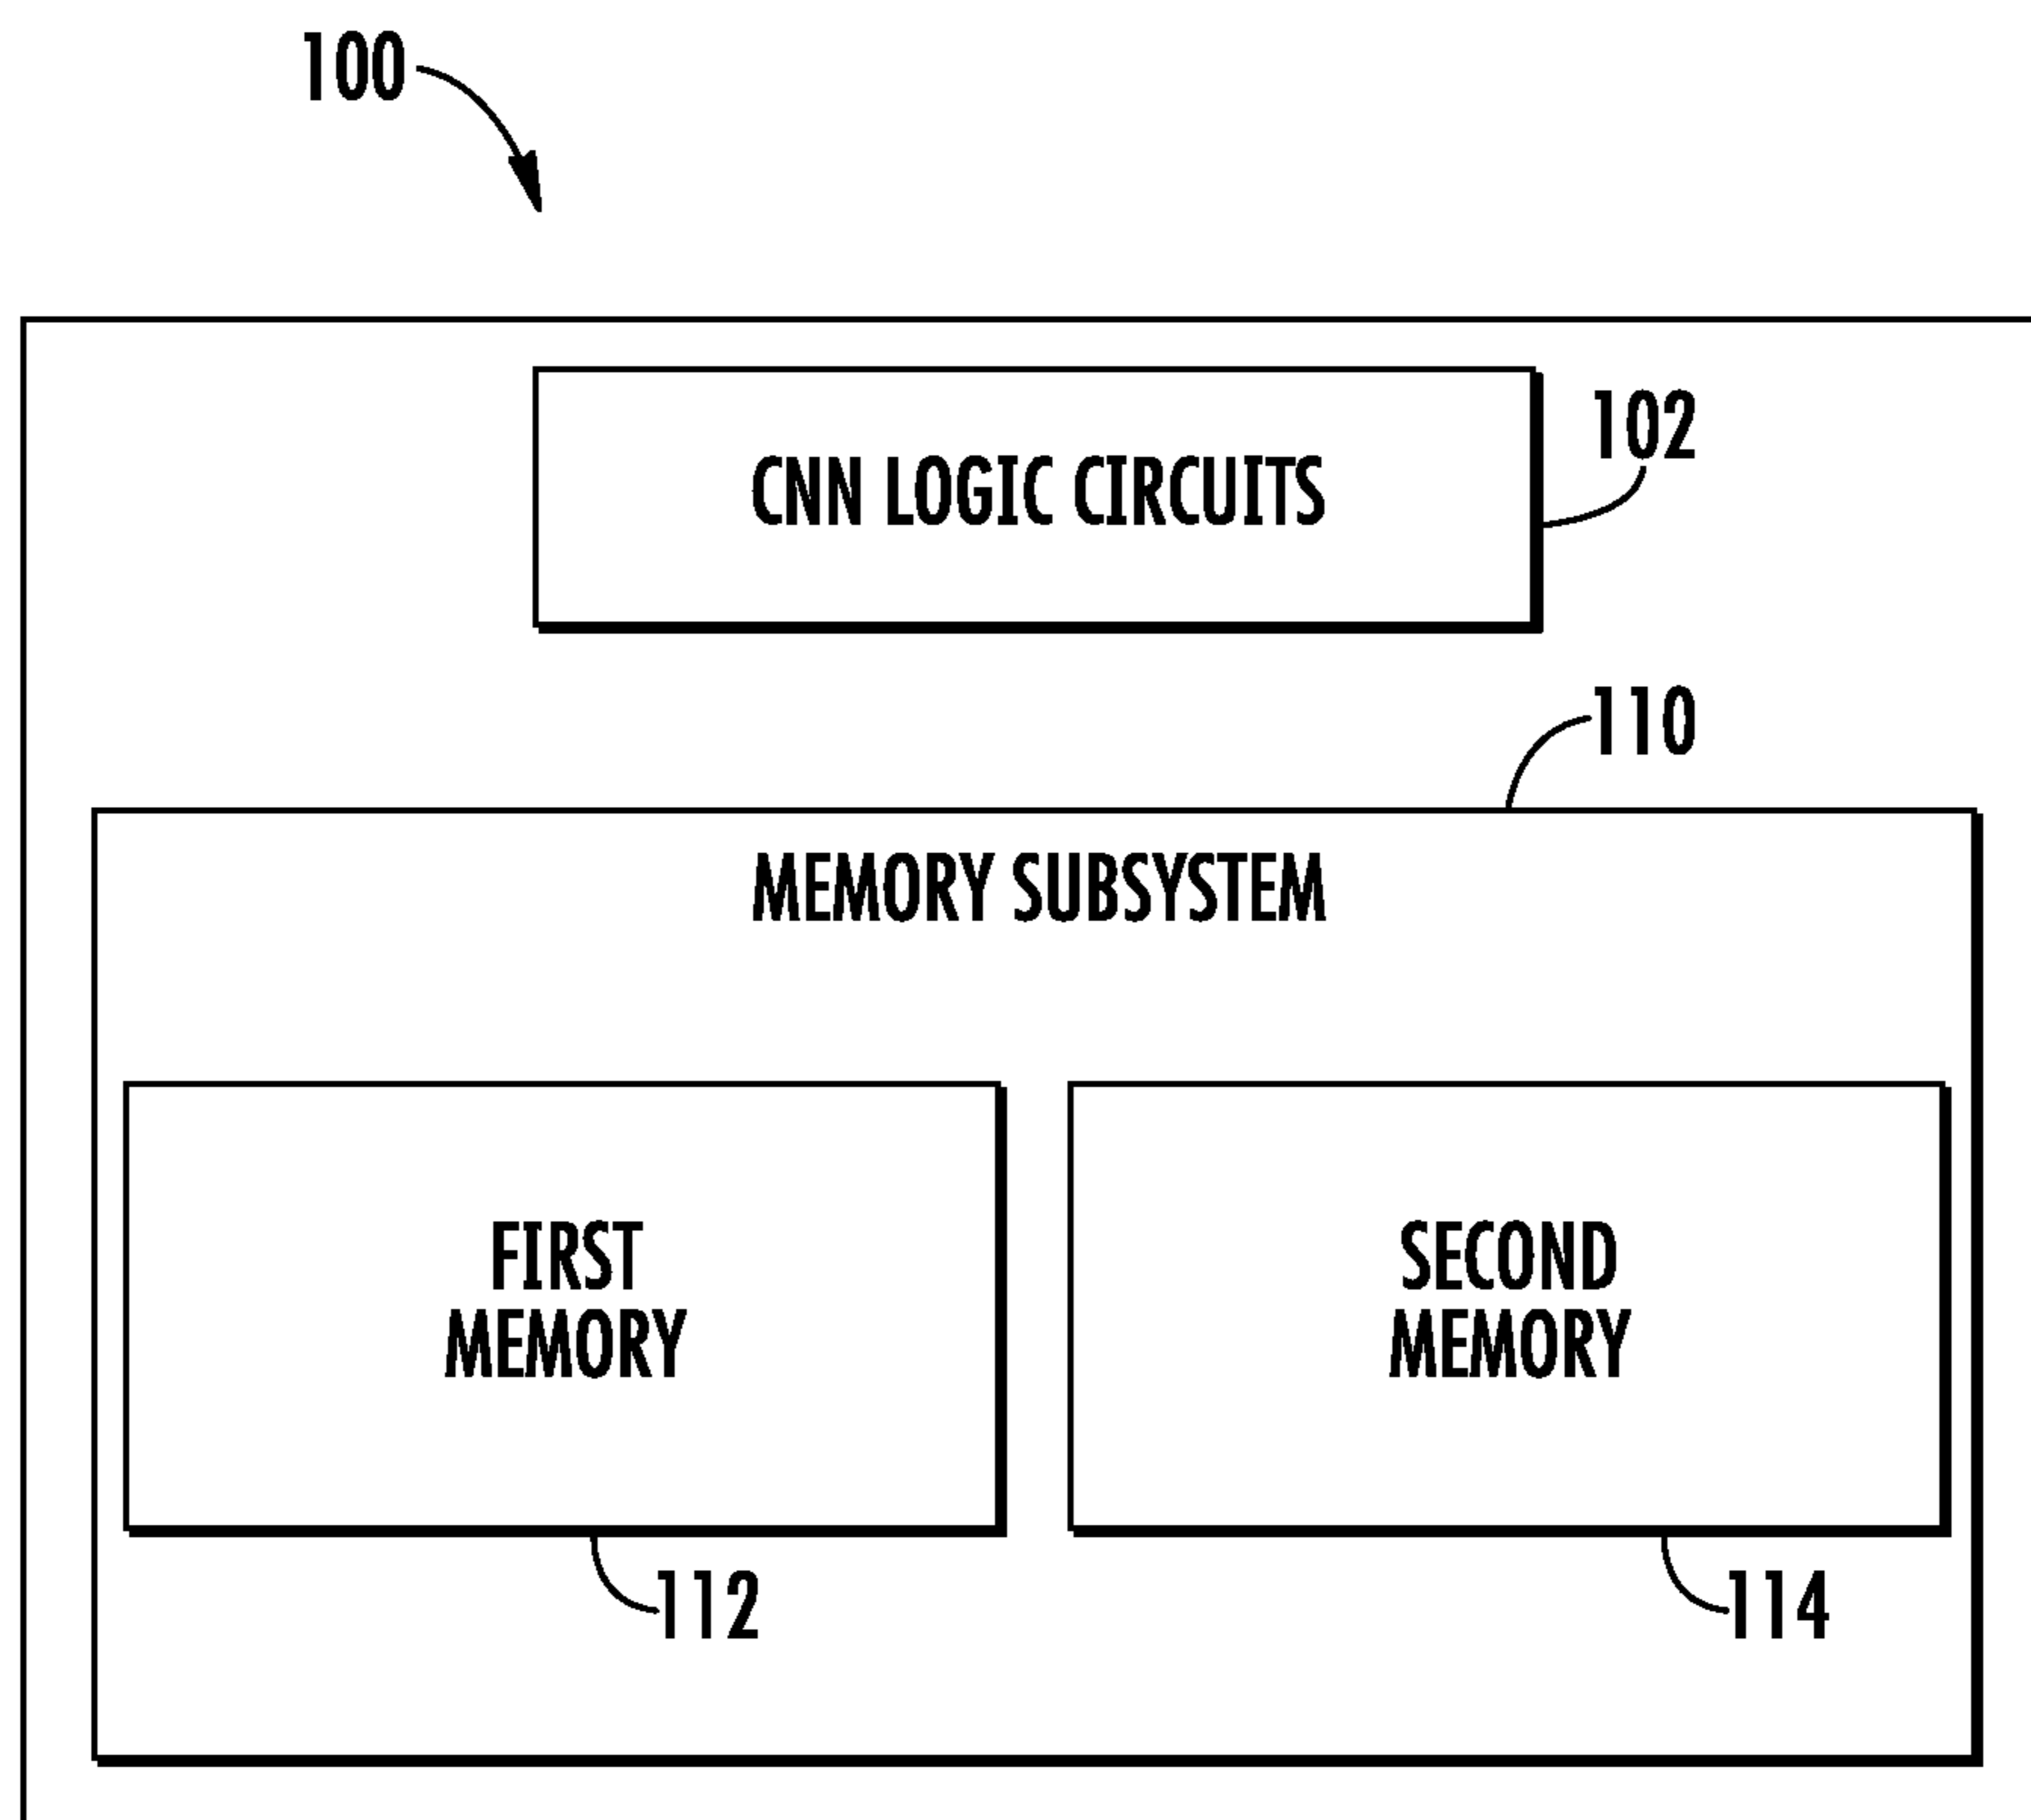 100
CNN LOGIC CIRCUITS
102
110
MEMORY SUBSYSTEM
FIRST
MEMORY
SECOND
MEMORY
112
114